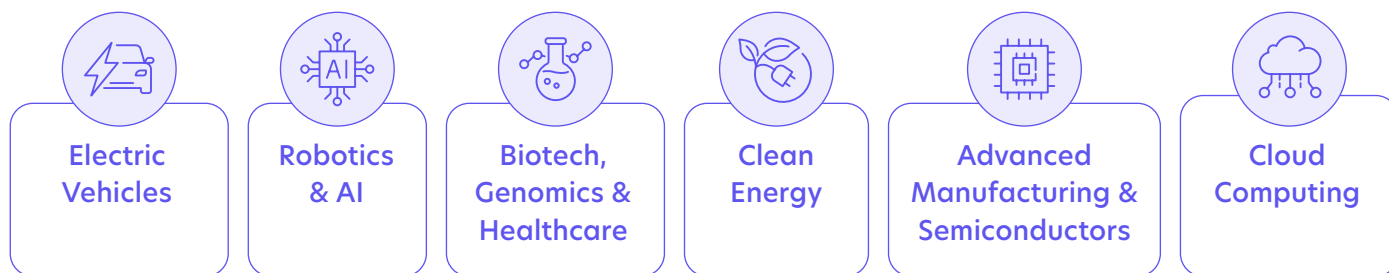 AI
Electric
Vehicles
Robotics
& AI
Biotech,
Genomics &
Healthcare
Clean
Energy
Advanced
Manufacturing &
Semiconductors
Cloud
Computing